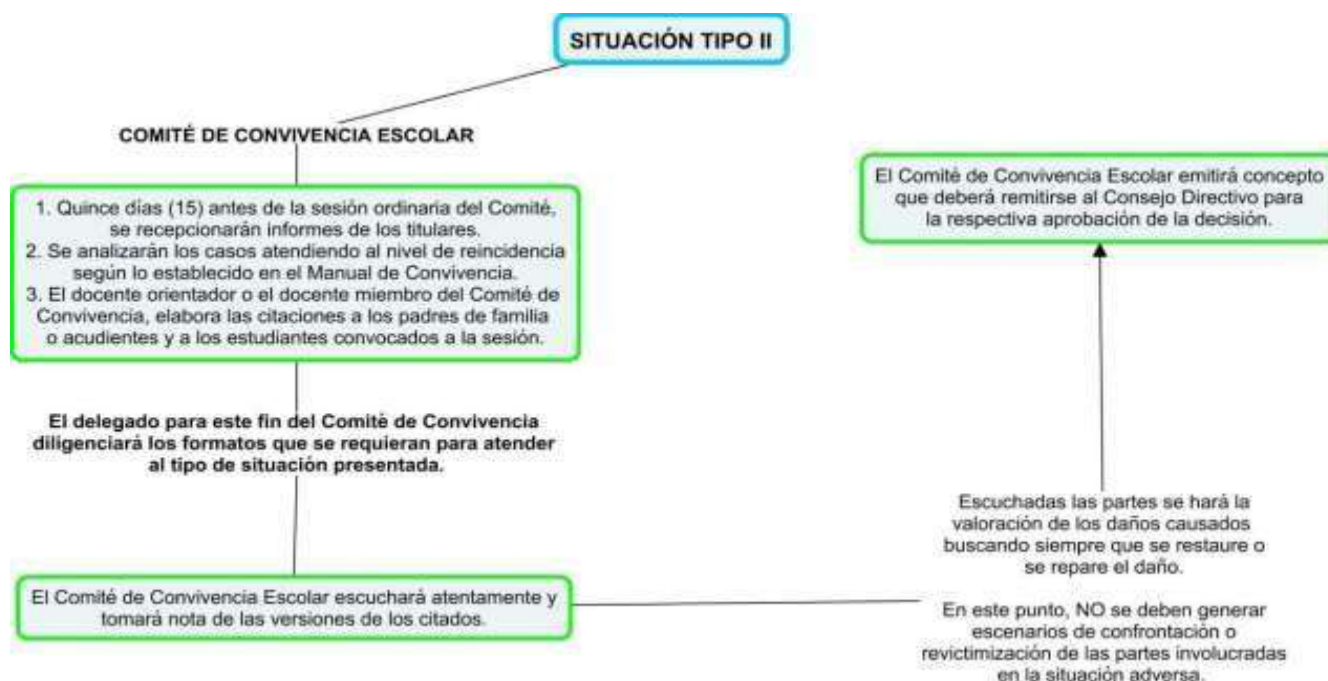 SITUACIÓN TIPO II
COMITÉ DE CONVIVENCIA ESCOLAR
1. Quince días (15) antes de la sesión ordinaria del Comité,
se recepcionarán informes de los titulares.
2. Se analizarán los casos atendiendo al nivel de reincidencia
según lo establecido en el Manual de Convivencia.
3. El docente orientador o el docente miembro del Comité de
Convivencia, elabora las citaciones a los padres de familia
o acudientes y a los estudiantes convocados a la sesión.
El delegado para este fin del Comité de Convivencia
diligenciará los formatos que se requieran para atender
al tipo de situación presentada.
El Comité de Convivencia Escolar escuchará atentamente y
tomará nota de las versiones de los citados.
Escuchadas las partes se hará la
valoración de los daños causados
buscando siempre que se restaure o
se repare el daño.
En este punto, NO se deben generar
escenarios de confrontación o
revictimización de las partes involucradas
en la situación adversa.
El Comité de Convivencia Escolar emitirá concepto
que deberá remitirse al Consejo Directivo para
la respectiva aprobación de la decisión.